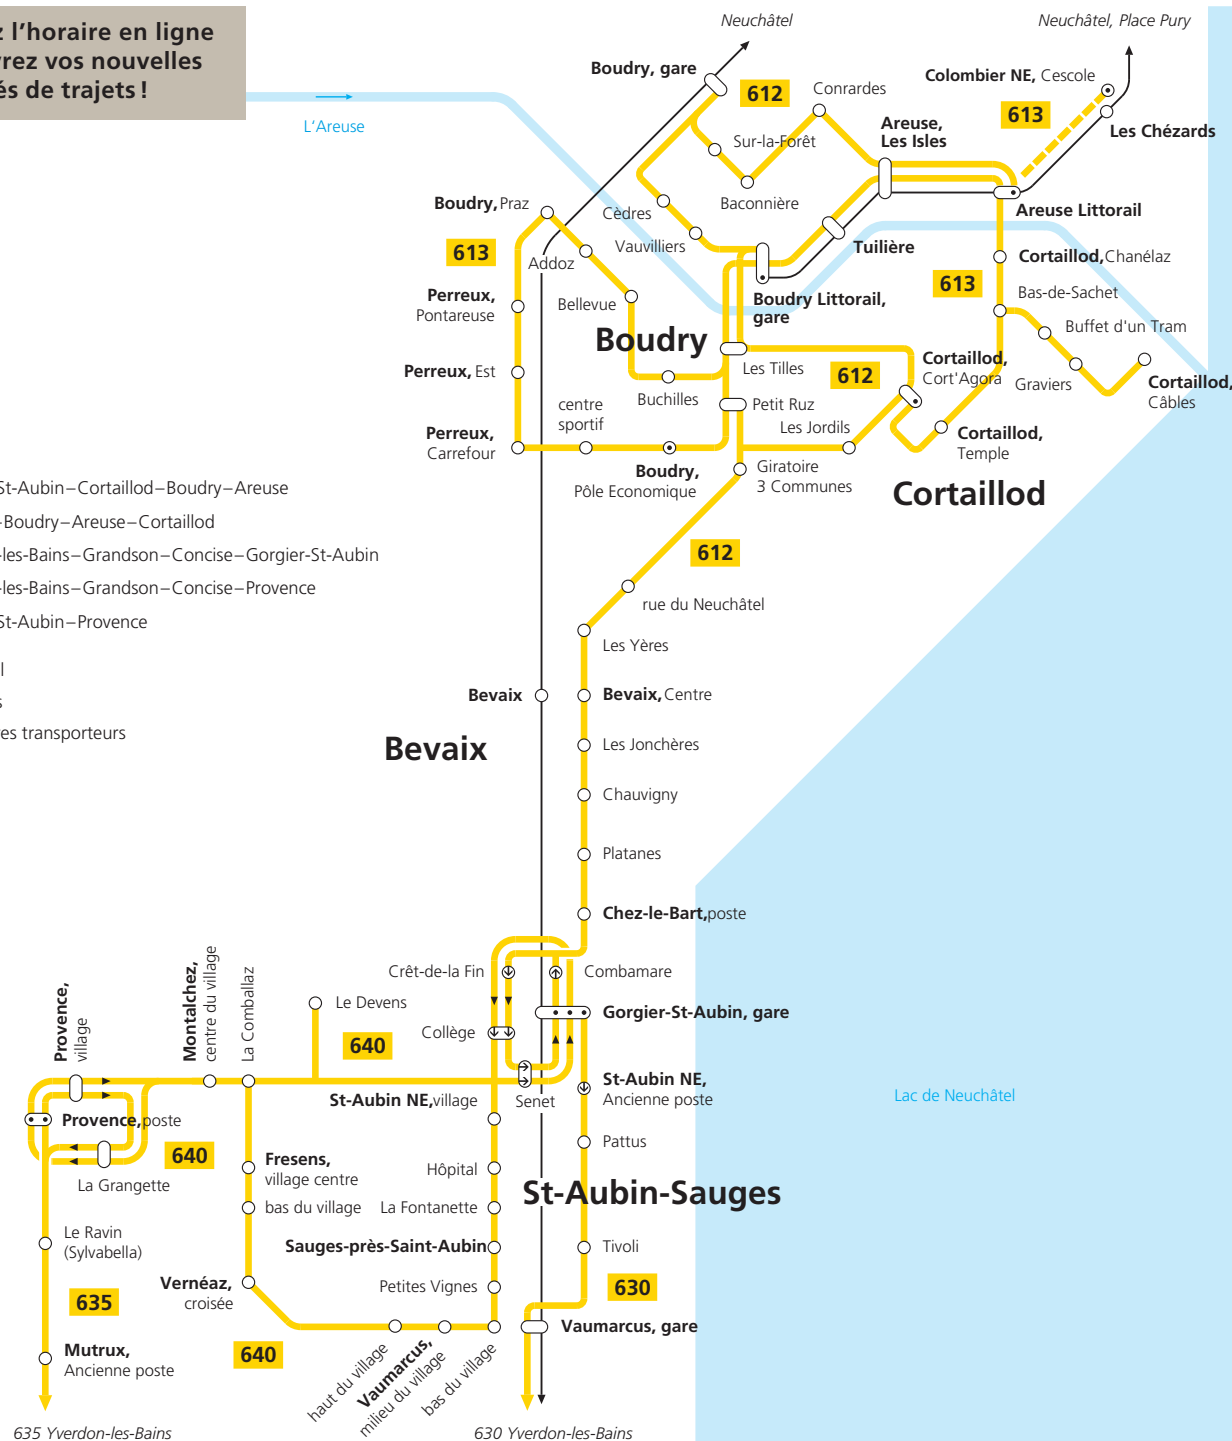 z l’horaire en ligne
vrez vos nouvelles
és de trajets !
Neuchâtel
Neuchâtel, Place Pury
L’Areuse
Boudry, gare
612
Conrardes
Colombier NE, Cescole
613
Les Chézards
Areuse,
Les Isles
Sur-la-Forêt
Baconnière
Areuse Littorail
Boudry, Praz
Cèdres
Vauvilliers
Tuilière
613
Addoz
Cortaillod, Chanélaz
613
Bas-de-Sachet
Perreux,
Pontareuse
Bellevue
Boudry Littorail,
gare
Buffet d'un Tram
Boudry
Les Tilles
612
Cortaillod,
Cort'Agora
Graviers
Cortaillod,
Câbles
Perreux, Est
Buchilles
centre
sportif
Petit Ruz
Les Jordils
Perreux,
Carrefour
Cortaillod,
Temple
Boudry,
Pôle Economique
Giratoire
3 Communes
Cortaillod
St-Aubin–Cortaillod–Boudry–Areuse
-Boudry–Areuse–Cortaillod
-les-Bains–Grandson–Concise–Gorgier-St-Aubin
-les-Bains–Grandson–Concise–Provence
St-Aubin–Provence
l
s
es transporteurs
612
rue du Neuchâtel
Les Yères
Bevaix
Bevaix, Centre
Bevaix
Les Jonchères
Chauvigny
Platanes
Chez-le-Bart, poste
Crêt-de-la Fin
Combamare
Provence,
village
Montalchez,
centre du village
La Comballaz
Le Devens
640
Collège
Gorgier-St-Aubin, gare
St-Aubin NE, village
Senet
St-Aubin NE,
Ancienne poste
Lac de Neuchâtel
Provence, poste
640
Pattus
La Grangette
Fresens,
village centre
Hôpital
bas du village
La Fontanette
St-Aubin-Sauges
Le Ravin
(Sylvabella)
Sauges-près-Saint-Aubin
Tivoli
Vernéaz,
croisée
Petites Vignes
630
635
Vaumarcus, gare
Mutrux,
Ancienne poste
640
haut du village
Vaumarcus,
milieu du village
bas du village
635 Yverdon-les-Bains
630 Yverdon-les-Bains